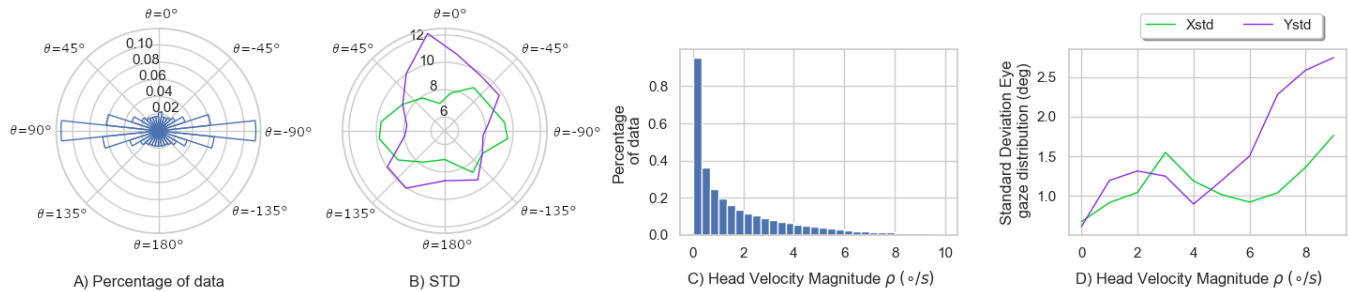 θ=0°
θ=45°
θ=-45°
0.10
0.08
0.06
0.04
0.02
θ=90°
θ=-90°
θ=135°
θ=-135°
θ=180°
A) Percentage of data
θ=0°
θ=45°
θ=-45°
12
10
8
6
θ=90°
θ=-90°
θ=135°
θ=-135°
θ=180°
B) STD
Percentage
of data
0.8
0.6
0.4
0.2
0.0
0 2 4 6 8 10
C) Head Velocity Magnitude ρ (∘/s)
Xstd Ystd
Standard Deviation Eye
gaze distribution (deg)
2.5
2.0
1.5
1.0
0 2 4 6 8
D) Head Velocity Magnitude ρ (∘/s)